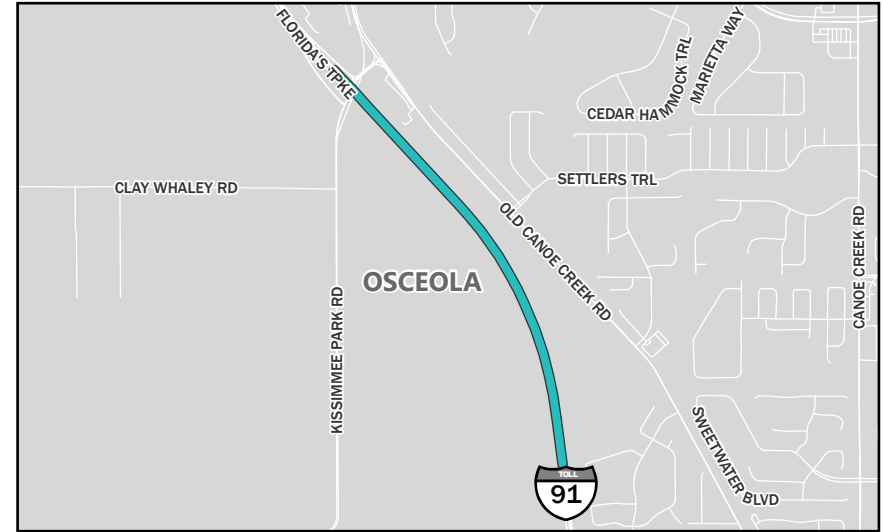 FLORIDA'S TPKE
MARIETTA WAY
CEDAR HAMMOCK TRL
CLAY WHALEY RD
SETTLERS TRL
OLD CANOE CREEK RD
CANOE CREEK RD
OSCEOLA
KISSIMMEE PARK RD
SWEETWATER BLVD
TOLL
91